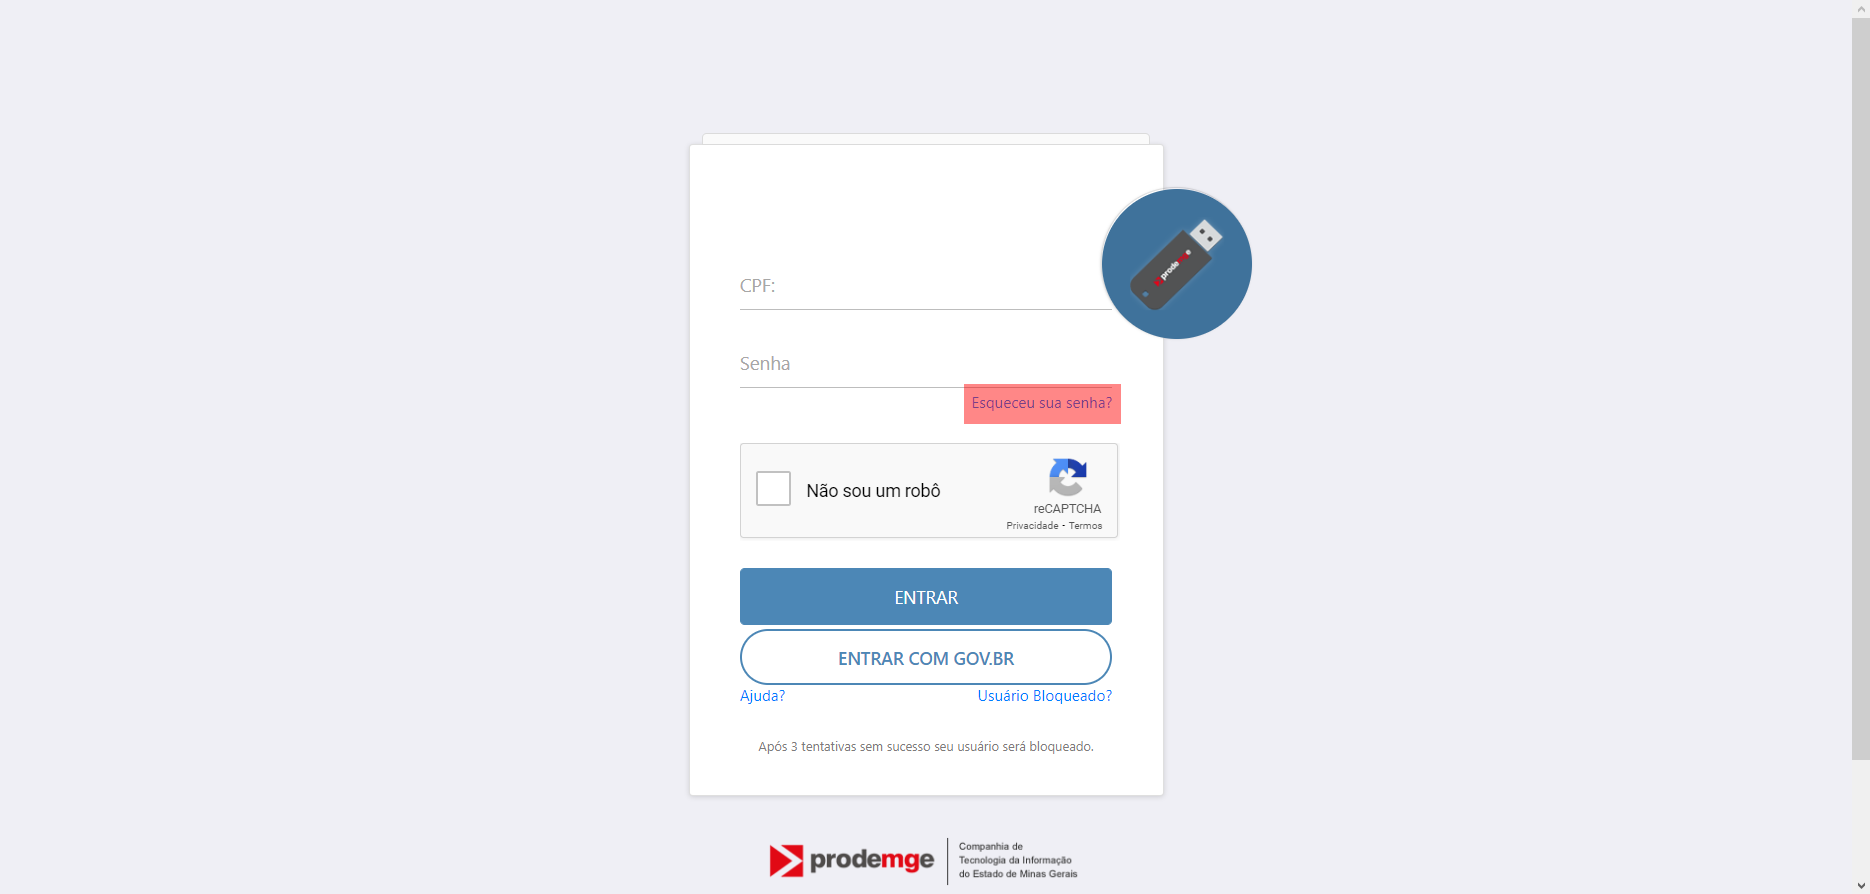 prodemge
CPF:
Senha
Esqueceu sua senha?
Não sou um robô
reCAPTCHA
Privacidade - Termos
ENTRAR
ENTRAR COM GOV.BR
Ajuda?
Usuário Bloqueado?
Após 3 tentativas sem sucesso seu usuário será bloqueado.
prodemge
Companhia de
Tecnologia da Informação
do Estado de Minas Gerais